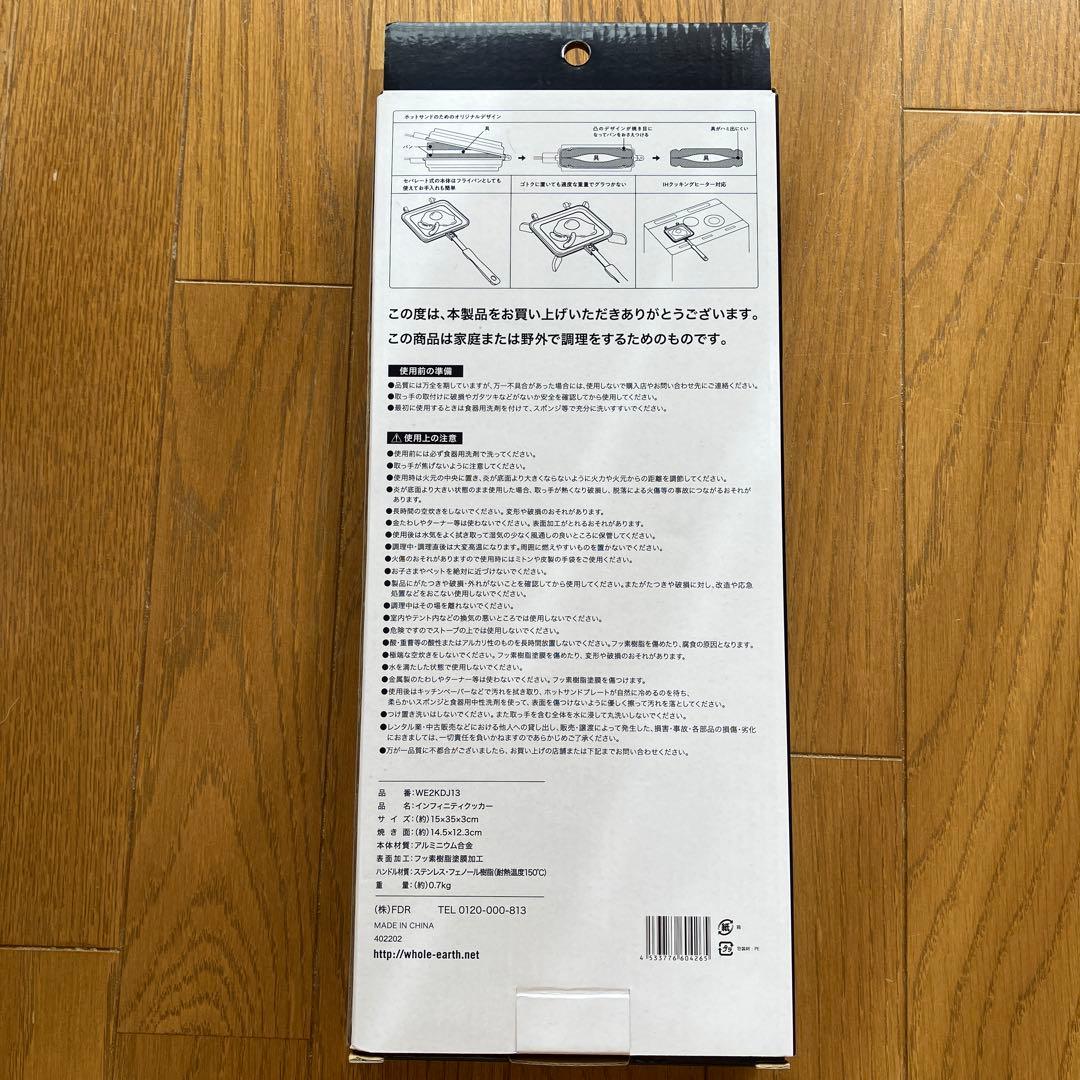 ホットサンドのためのオリジナルデザイン
具
パン
凸のデザインが焼き目に
なってパンをおさえつける
具がハミ出にくい
具
具
セパレート式の本体はフライパンとしても
使えてお手入れも簡単
ゴトクに置いても適度な重量でグラつかない
IHクッキングヒーター対応
この度は、本製品をお買い上げいただきありがとうございます。
この商品は家庭または野外で調理をするためのものです。
使用前の準備
●品質には万全を期していますが、万一不具合があった場合には、使用しないで購入店やお問い合わせ先にご連絡ください。
●取っ手の取付けに破損やガタツキなどがないか安全を確認してから使用してください。
●最初に使用するときは食器用洗剤を付けて、スポンジ等で充分に洗いすすいでください。
使用上の注意
●使用前には必ず食器用洗剤で洗ってください。
●取っ手が焦げないように注意してください。
●使用時は火元の中央に置き、炎が底面より大きくならないように火力や火元からの距離を調節してください。
●炎が底面より大きい状態のまま使用した場合、取っ手が熱くなり破損し、脱落による火傷等の事故につながるおそれが
あります。
●長時間の空炊きをしないでください。変形や破損のおそれがあります。
●金たわしやターナー等は使わないでください。表面加工がとれるおそれがあります。
●使用後は水気をよく拭き取って湿気の少なく風通しの良いところに保管してください。
●調理中・調理直後は大変高温になります。周囲に燃えやすいものを置かないでください。
●火傷のおそれがありますので使用時にはミトンや皮製の手袋をご使用ください。
●お子さまやペットを絶対に近づけないでください。
●製品にがたつきや破損・外れがないことを確認してから使用してください。またがたつきや破損に対し、改造や応急
処置などをおこない使用しないでください。
●調理中はその場を離れないでください。
●室内やテント内などの換気の悪いところでは使用しないでください。
●危険ですのでストーブの上では使用しないでください。
●酸・重曹等の酸性またはアルカリ性のものを長時間放置しないでください。フッ素樹脂を傷めたり、腐食の原因となります。
●極端な空炊きをしないでください。フッ素樹脂塗膜を傷めたり、変形や破損のおそれがあります。
●水を満たした状態で使用しないでください。
●金属製のたわしやターナー等は使わないでください。フッ素樹脂塗膜を傷つけます。
●使用後はキッチンペーパーなどで汚れを拭き取り、ホットサンドプレートが自然に冷めるのを待ち、
柔らかいスポンジと食器用中性洗剤を使って、表面を傷つけないように優しく擦って汚れを落としてください。
●つけ置き洗いはしないでください。また取っ手を含む全体を水に浸して丸洗いしないでください。
●レンタル業・中古販売などにおける他人への貸し出し、販売・譲渡によって発生した、損害・事故・各部品の損傷・劣化
におきましては、一切責任を負いかねますのであらかじめご了承ください。
●万が一品質に不都合がございましたら、お買い上げの店舗または下記までお問い合わせください。
品 番:WE2KDJ13
品 名:インフィニティクッカー
サイズ:(約)15×35×3cm
焼き面:(約)14.5×12.3cm
本体材質:アルミニウム合金
表面加工:フッ素樹脂塗膜加工
ハンドル材質:ステンレス・フェノール樹脂(耐熱温度150℃)
重 量:(約)0.7kg
(株)FDR TEL 0120-000-813
MADE IN CHINA
402202
http://whole-earth.net
4 533776 604265
紙 箱
プラ 包装材:PE